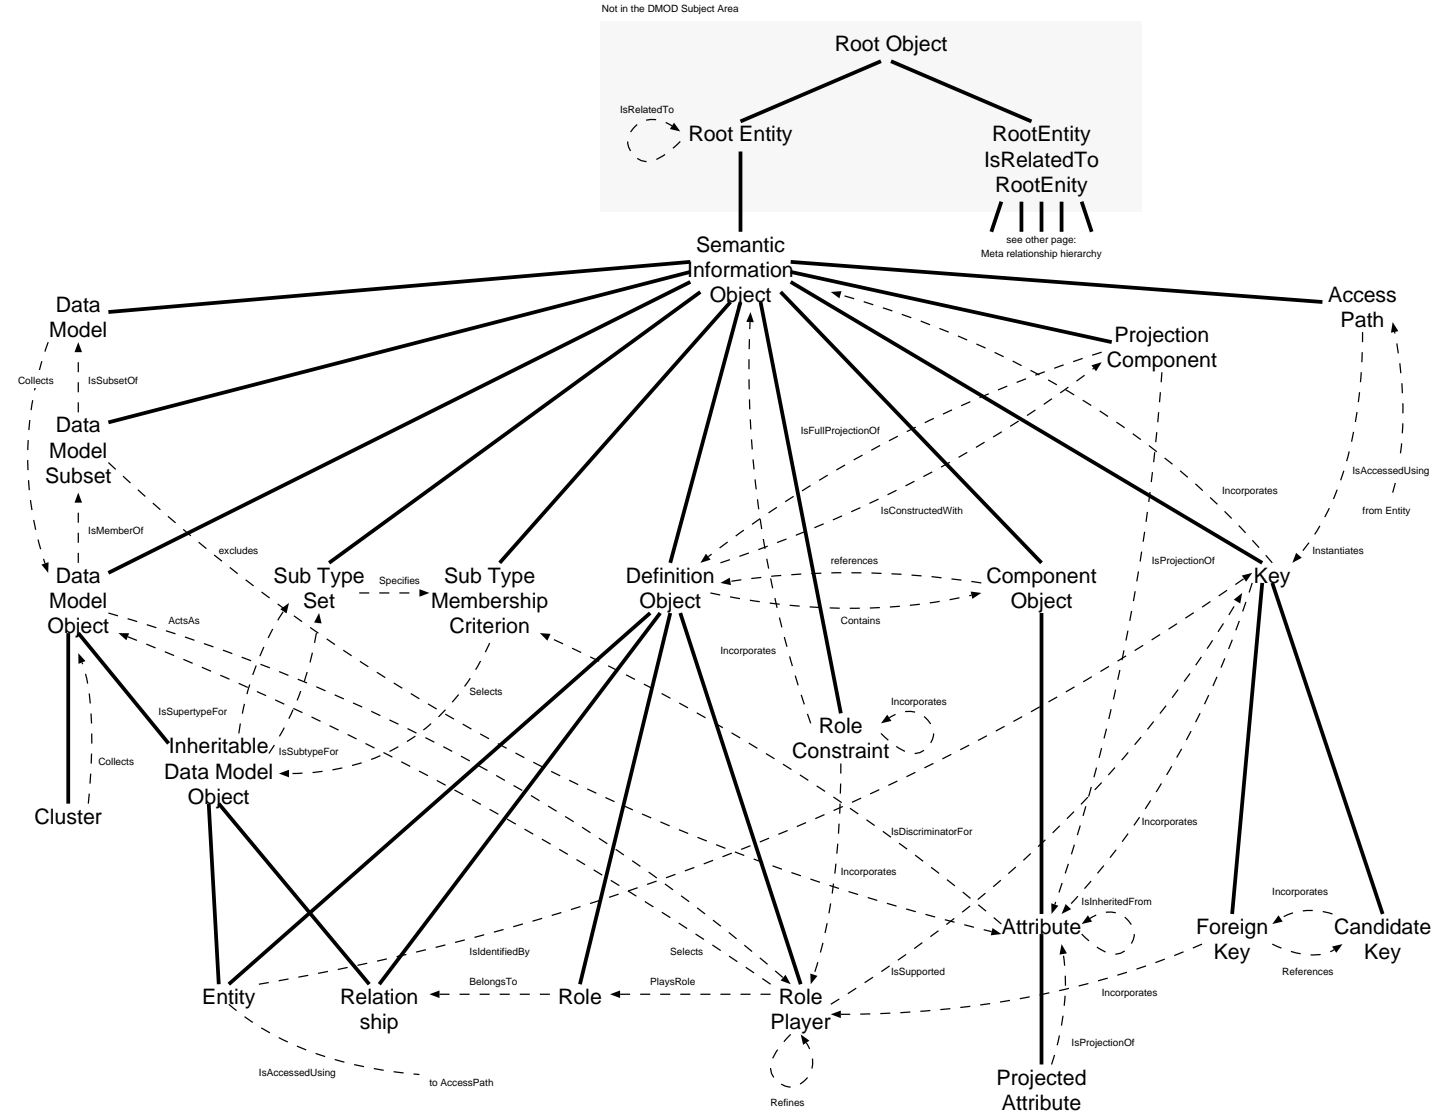 Not in the DMOD Subject Area
Root Object
IsRelatedTo
Root Entity
RootEntity
IsRelatedTo
RootEnity
see other page:
Meta relationship hierarchy
Semantic
Information
Object
Data
Model
Access
Path
Projection
Component
Collects
IsSubsetOf
Data
Model
Subset
IsFullProjectionOf
IsAccessedUsing
from Entity
Incorporates
IsConstructedWith
IsMemberOf
excludes
Instantiates
IsProjectionOf
references
Data
Model
Object
Sub Type
Set
Specifies
Sub Type
Membership
Criterion
Definition
Object
Component
Object
Key
ActsAs
Contains
Incorporates
Selects
IsSupertypeFor
Incorporates
Role
Constraint
Inheritable
Data Model
Object
IsSubtypeFor
Collects
Cluster
IsDiscriminatorFor
Incorporates
Incorporates
IsInheritedFrom
Incorporates
Attribute
Foreign
Key
Candidate
Key
IsIdentifiedBy
Selects
IsSupported
References
BelongsTo
PlaysRole
Incorporates
Entity
Relation
ship
Role
Role
Player
IsProjectionOf
IsAccessedUsing
to AccessPath
Projected
Attribute
Refines